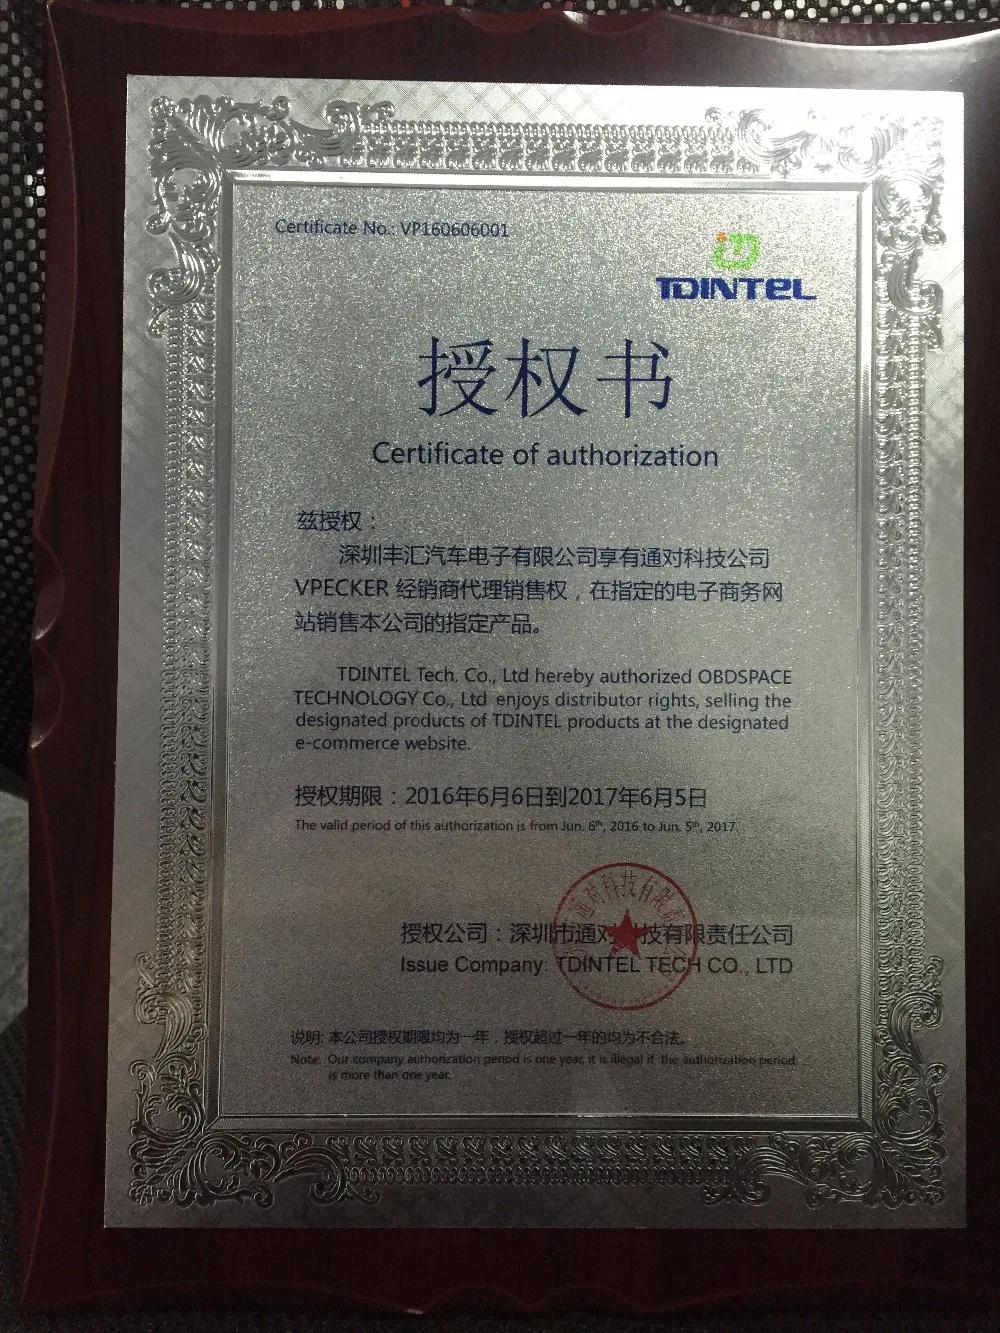 Certificate No.: VP160606001
TDINTEL
授权书
Certificate of authorization
兹授权：
深圳丰汇汽车电子有限公司享有通对科技公司
VPECKER 经销商代理销售权，在指定的电子商务网
站销售本公司的指定产品。
TDINTEL Tech. Co., Ltd hereby authorized OBDSPACE
TECHNOLOGY Co., Ltd enjoys distributor rights, selling the
designated products of TDINTEL products at the designated
e-commerce website.
授权期限：2016年6月6日到2017年6月5日
The valid period of this authorization is from Jun. 6th, 2016 to Jun. 5th, 2017.
通对科技有限责
授权公司：深圳市通对科技有限责任公司
Issue Company: TDINTEL TECH CO., LTD
说明: 本公司授权期限均为一年，授权超过一年的均为不合法。
Note: Our company authorization period is one year, it is illegal if the authorization period
is more than one year.